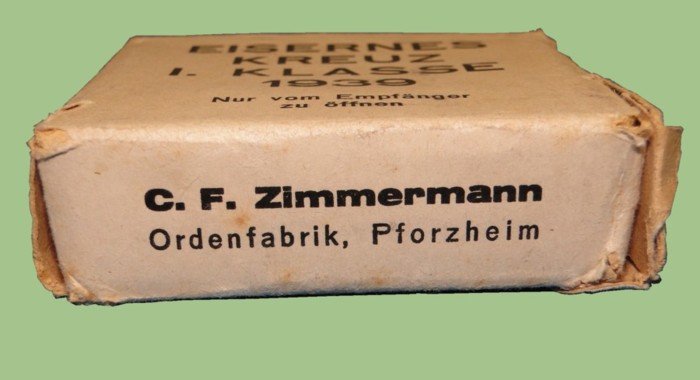 EISERNES
KREUZ
I. KLASSE
1939
Nur vom Empfänger
zu öffnen
C. F. Zimmermann
Ordenfabrik, Pforzheim